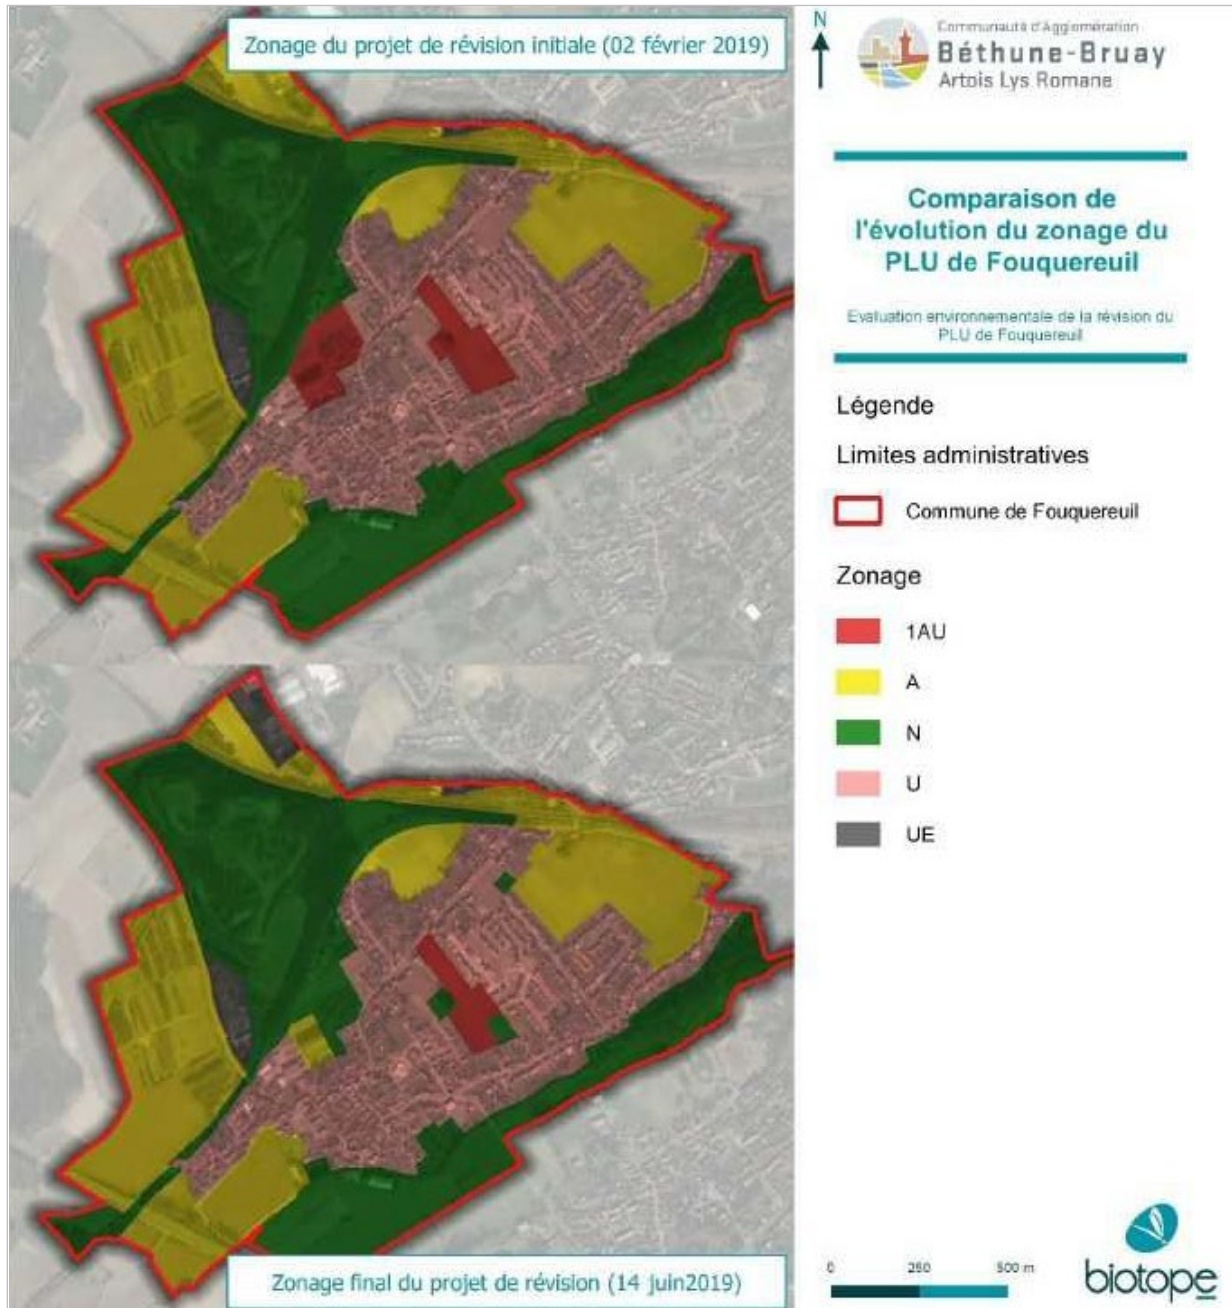 Zonage du projet de révision initiale (02 février 2019)
N
Communauté d'Agglomération
Béthune-Bruay
Artois Lys Romane
Comparaison de
l'évolution du zonage du
PLU de Fouquereuil
Evaluation environnementale de la révision du
PLU de Fouquereuil
Légende
Limites administratives
Commune de Fouquereuil
Zonage
1AU
A
N
U
UE
Zonage final du projet de révision (14 juin2019)
0 250 500 m
biotope